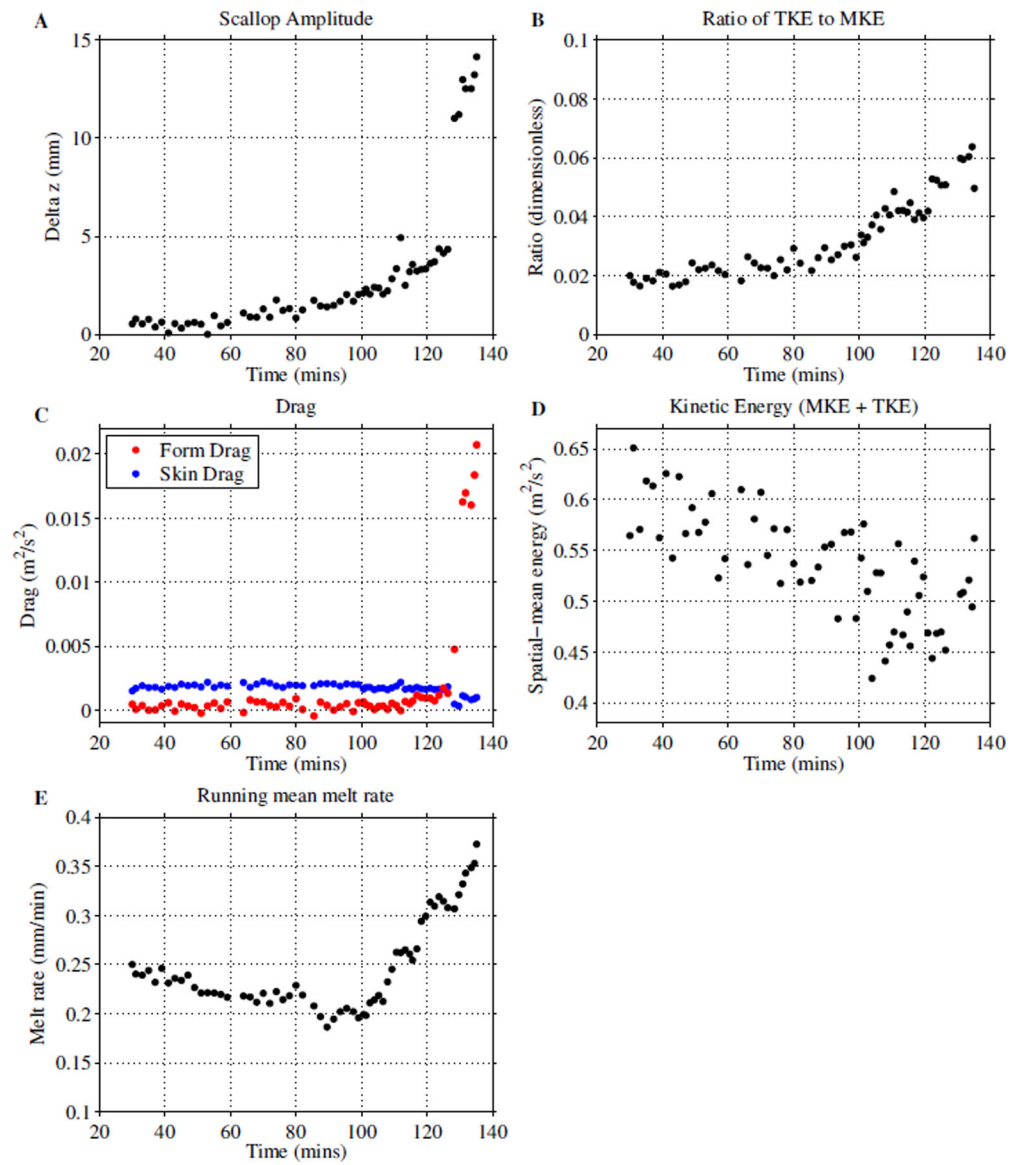 A Scallop Amplitude
15
10
5
0
Delta z (mm)
20 40 60 80 100 120 140
Time (mins)
B Ratio of TKE to MKE
0.1
0.08
0.06
0.04
0.02
0
Ratio (dimensionless)
20 40 60 80 100 120 140
Time (mins)
C Drag
Form Drag
Skin Drag
0.02
0.015
0.01
0.005
0
Drag (m²/s²)
20 40 60 80 100 120 140
Time (mins)
D Kinetic Energy (MKE + TKE)
0.65
0.6
0.55
0.5
0.45
0.4
Spatial−mean energy (m²/s²)
20 40 60 80 100 120 140
Time (mins)
E Running mean melt rate
0.4
0.35
0.3
0.25
0.2
0.15
0.1
Melt rate (mm/min)
20 40 60 80 100 120 140
Time (mins)